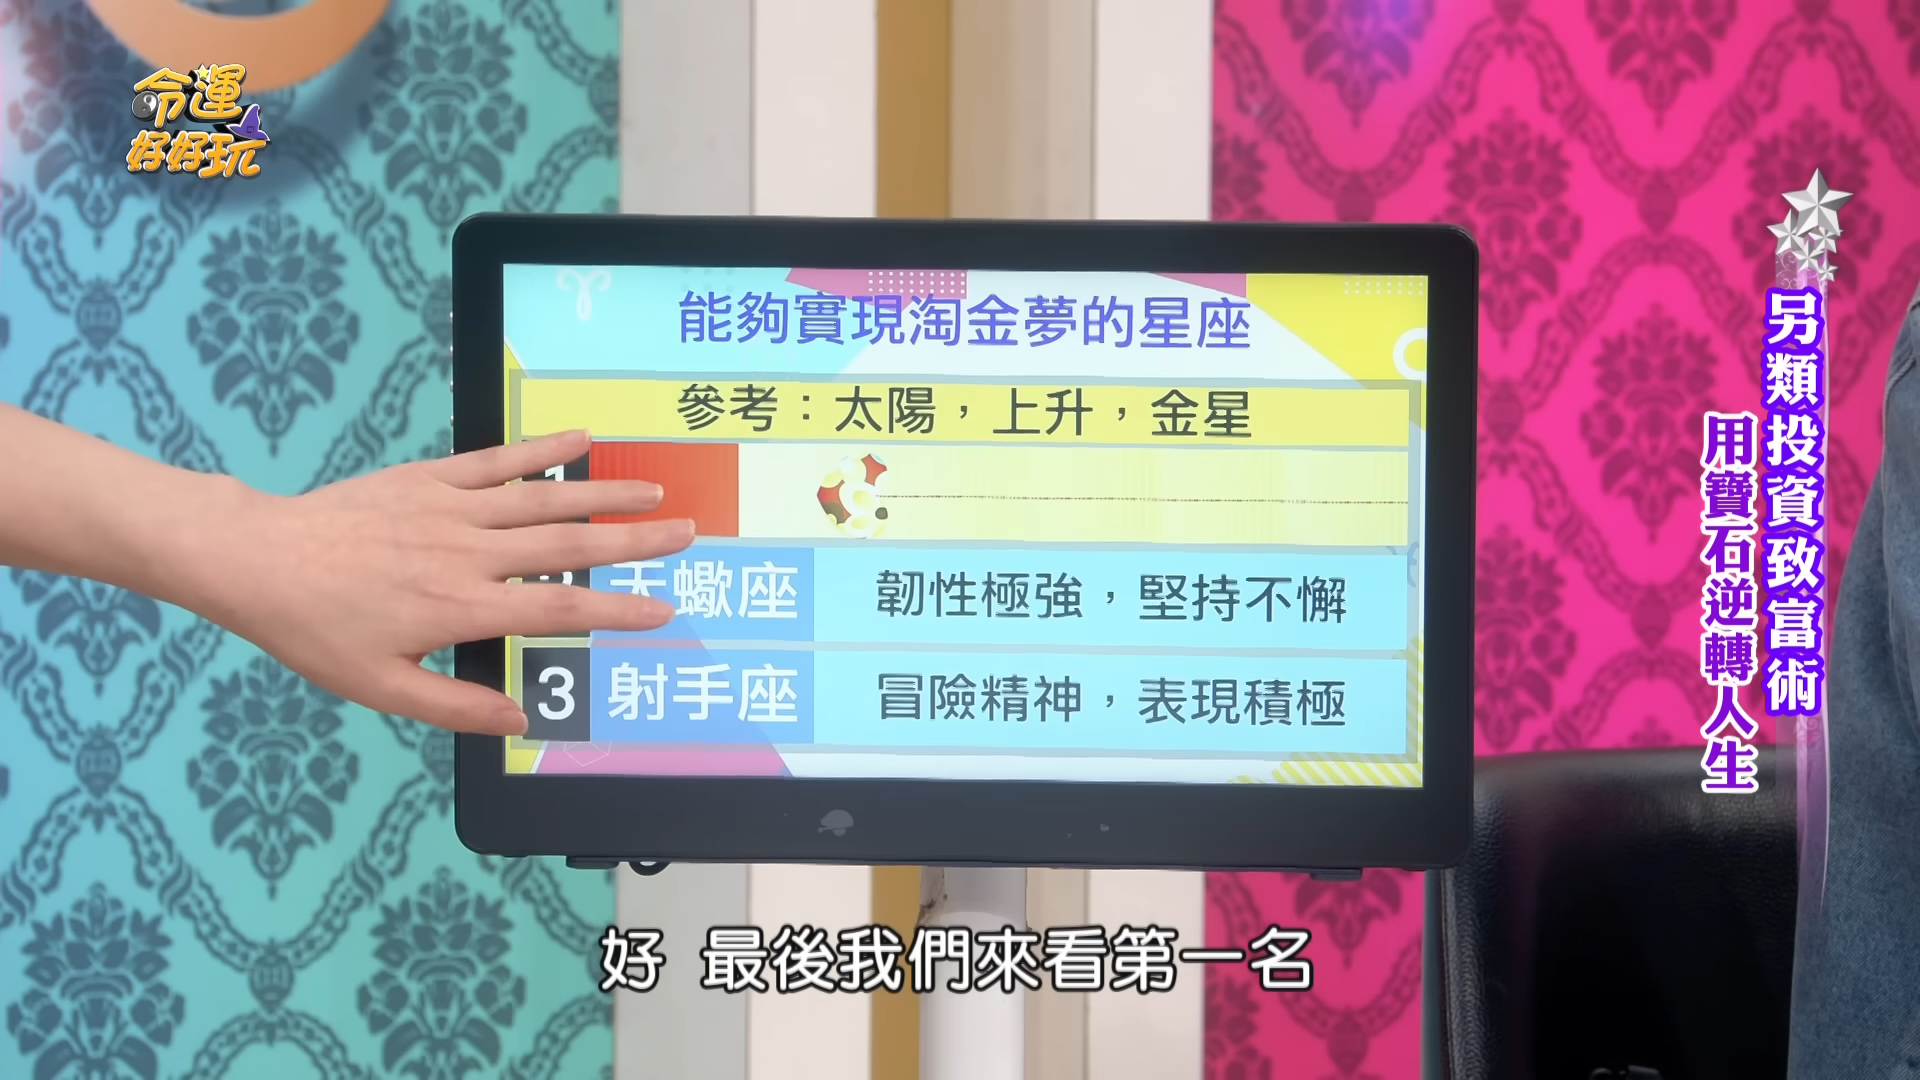 命運
好好玩
能夠實現淘金夢的星座
參考：太陽，上升，金星
1
2 天蠍座 韌性極強，堅持不懈
3 射手座 冒險精神，表現積極
另類投資致富術
用寶石逆轉人生
好 最後我們來看第一名